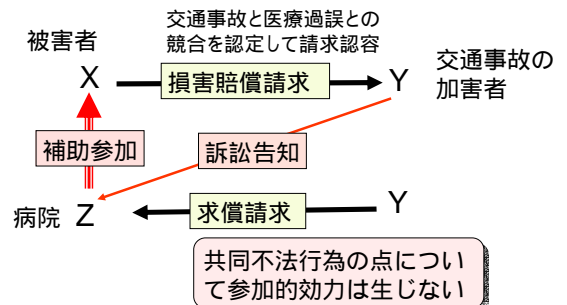 交通事故と医療過誤との
競合を認定して請求認容
被害者
X
損害賠償請求
Y
交通事故の
加害者
補助参加
訴訟告知
病院
Z
求償請求
Y
共同不法行為の点につい
て参加的効力は生じない